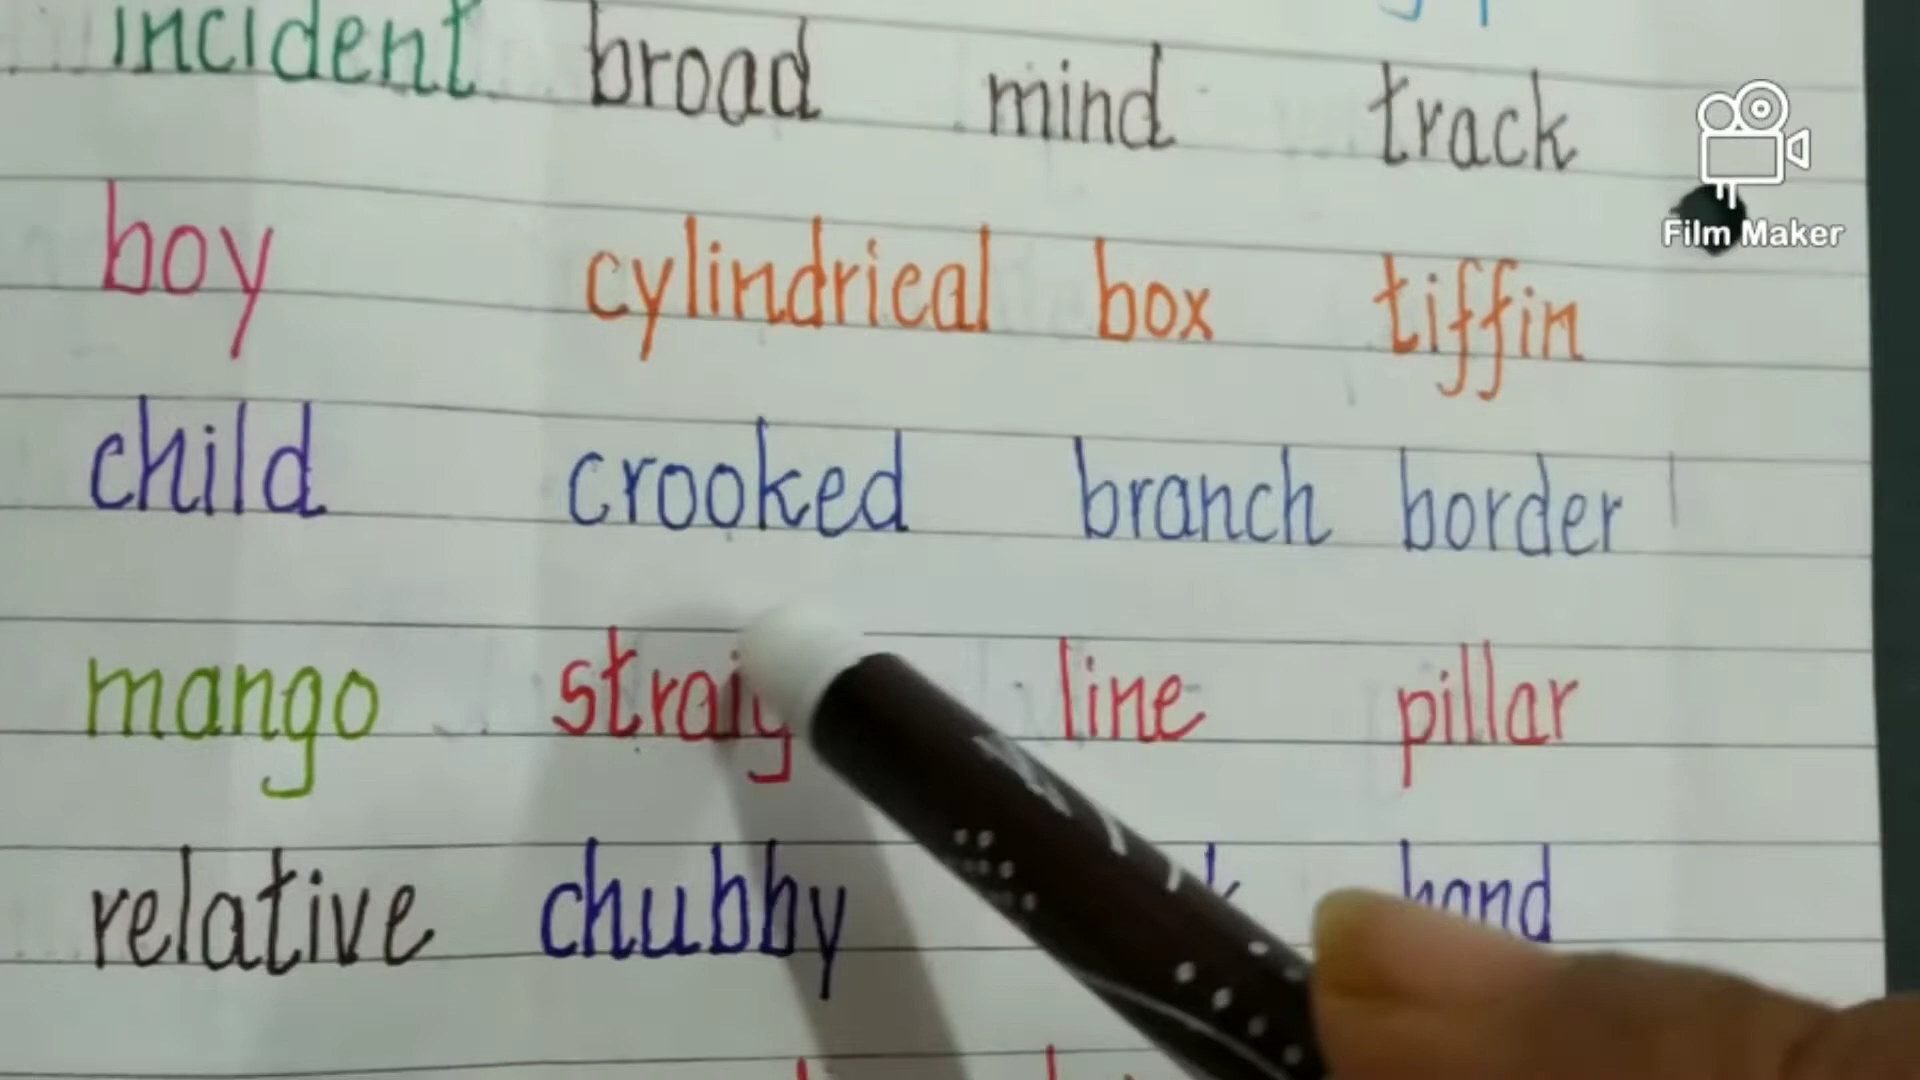 incident broad mind track
Film Maker
boy cylindrical box tiffin
child crooked branch border
mango line pillar
relative chubby hand